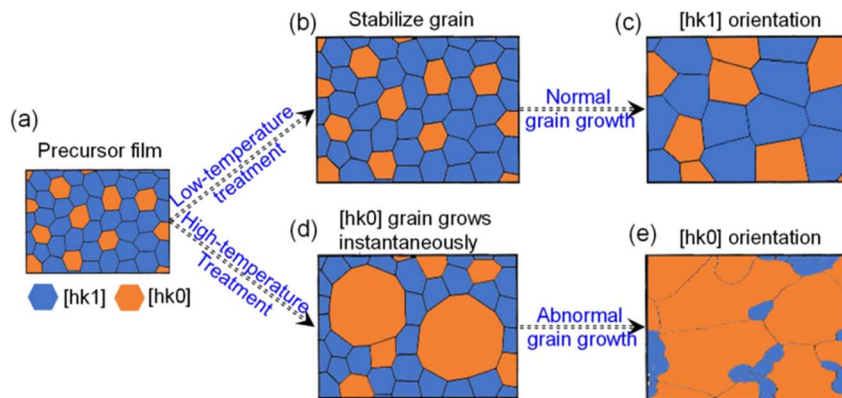 (a)
Precursor film
[hk1] [hk0]
Low-temperature
treatment
High-temperature
Treatment
(b)
Stabilize grain
Normal
grain growth
(c)
[hk1] orientation
(d)
[hk0] grain grows
instantaneously
Abnormal
grain growth
(e)
[hk0] orientation